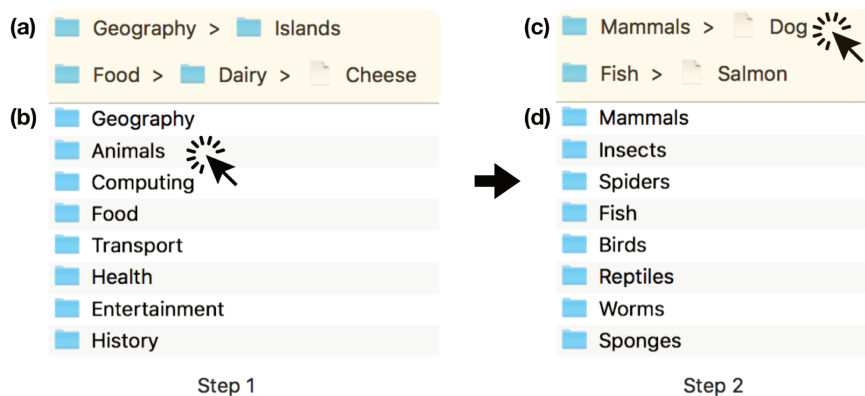 (a) Geography > Islands
Food > Dairy > Cheese
(b) Geography
Animals
Computing
Food
Transport
Health
Entertainment
History
Step 1
(c) Mammals > Dog
Fish > Salmon
(d) Mammals
Insects
Spiders
Fish
Birds
Reptiles
Worms
Sponges
Step 2